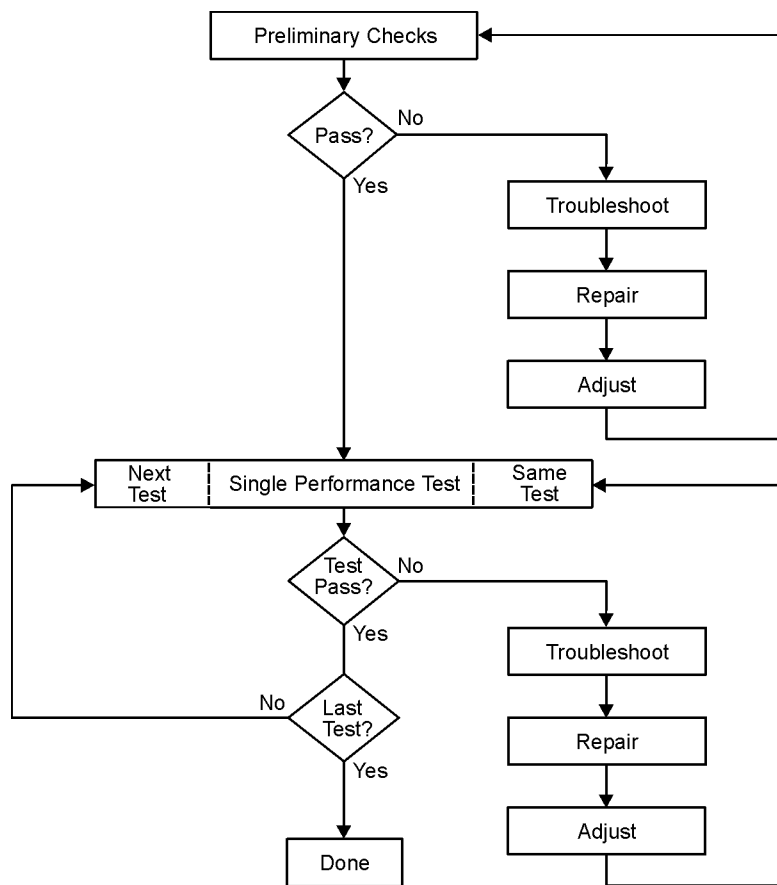 Preliminary Checks
Pass?
No
Yes
Troubleshoot
Repair
Adjust
Next
Test
Single Performance Test
Same
Test
Test
Pass?
No
Yes
Troubleshoot
No
Last
Test?
Repair
Yes
Adjust
Done